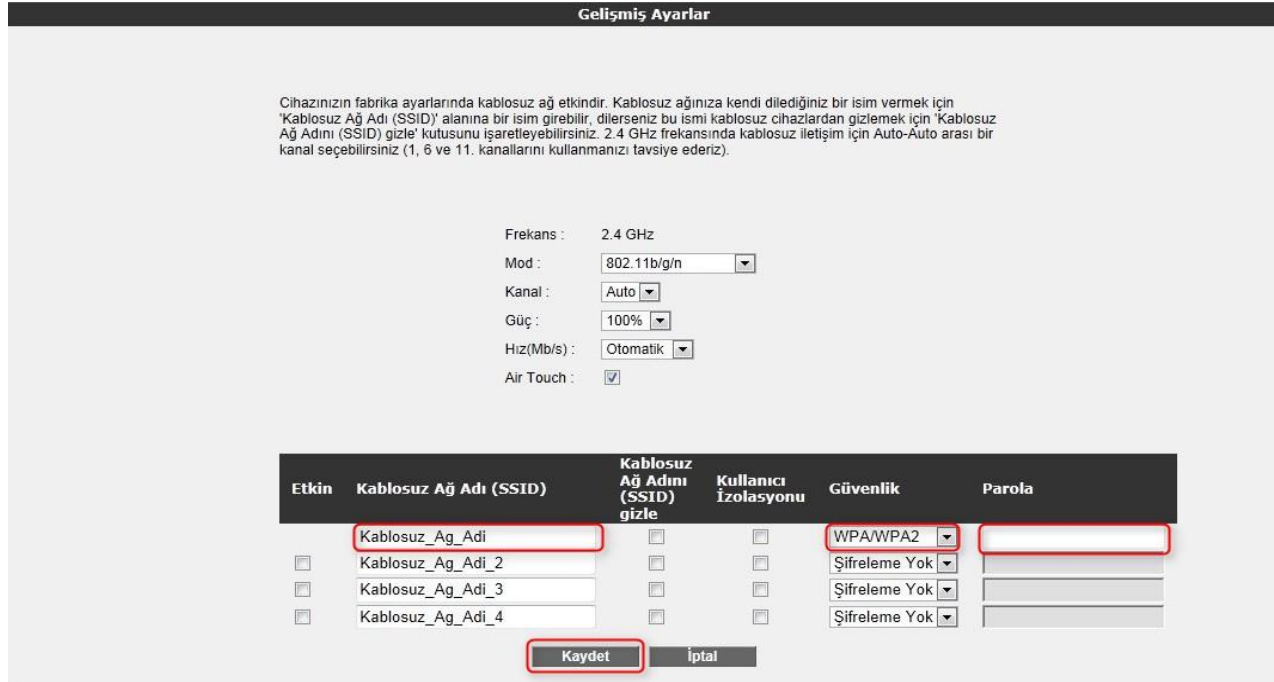 Gelişmiş Ayarlar
Cihazınızın fabrika ayarlarında kablosuz ağ etkindir. Kablosuz ağınıza kendi dilediğiniz bir isim vermek için
'Kablosuz Ağ Adı (SSID)' alanına bir isim girebilir, dilerseniz bu ismi kablosuz cihazlardan gizlemek için 'Kablosuz
Ağ Adını (SSID) gizle' kutusunu işaretleyebilirsiniz. 2.4 GHz frekansında kablosuz iletişim için Auto-Auto arası bir
kanal seçebilirsiniz (1, 6 ve 11. kanallarını kullanmanızı tavsiye ederiz).
Frekans : 2.4 GHz
Mod : 802.11b/g/n
Kanal : Auto
Güç : 100%
Hız(Mb/s) : Otomatik
Air Touch :
Etkin Kablosuz Ağ Adı (SSID) Kablosuz Ağ Adını (SSID) gizle Kullanıcı İzolasyonu Güvenlik Parola
Kablosuz_Ag_Adi WPA/WPA2
Kablosuz_Ag_Adi_2 Şifreleme Yok
Kablosuz_Ag_Adi_3 Şifreleme Yok
Kablosuz_Ag_Adi_4 Şifreleme Yok
Kaydet İptal